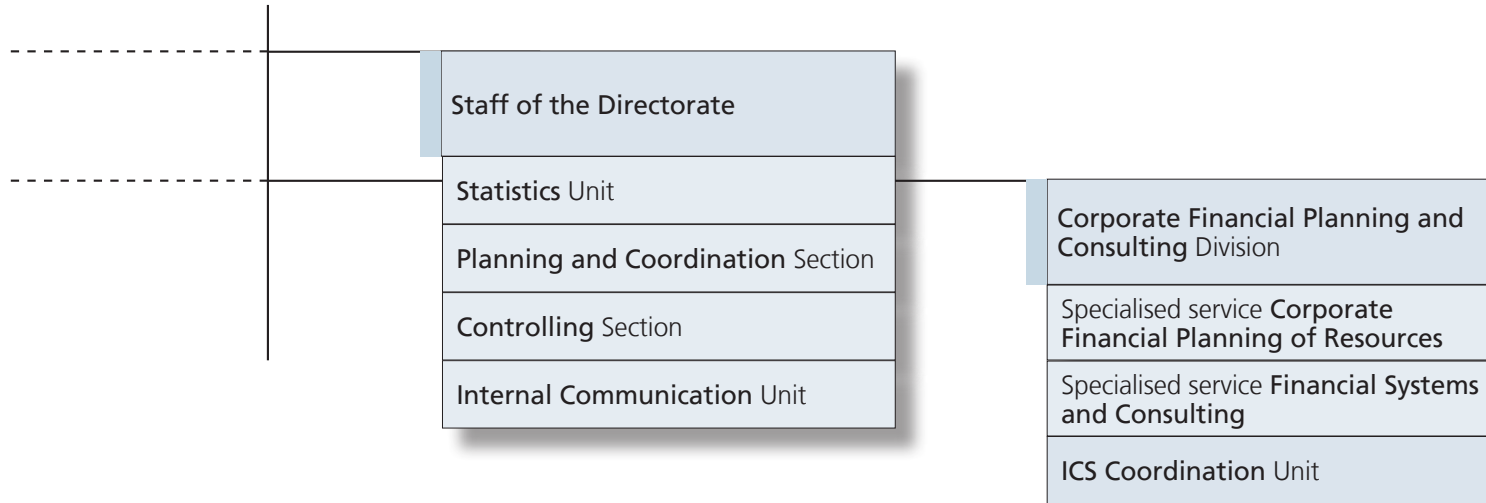 Staff of the Directorate
Statistics Unit
Planning and Coordination Section
Controlling Section
Internal Communication Unit
Corporate Financial Planning and
Consulting Division
Specialised service Corporate
Financial Planning of Resources
Specialised service Financial Systems
and Consulting
ICS Coordination Unit